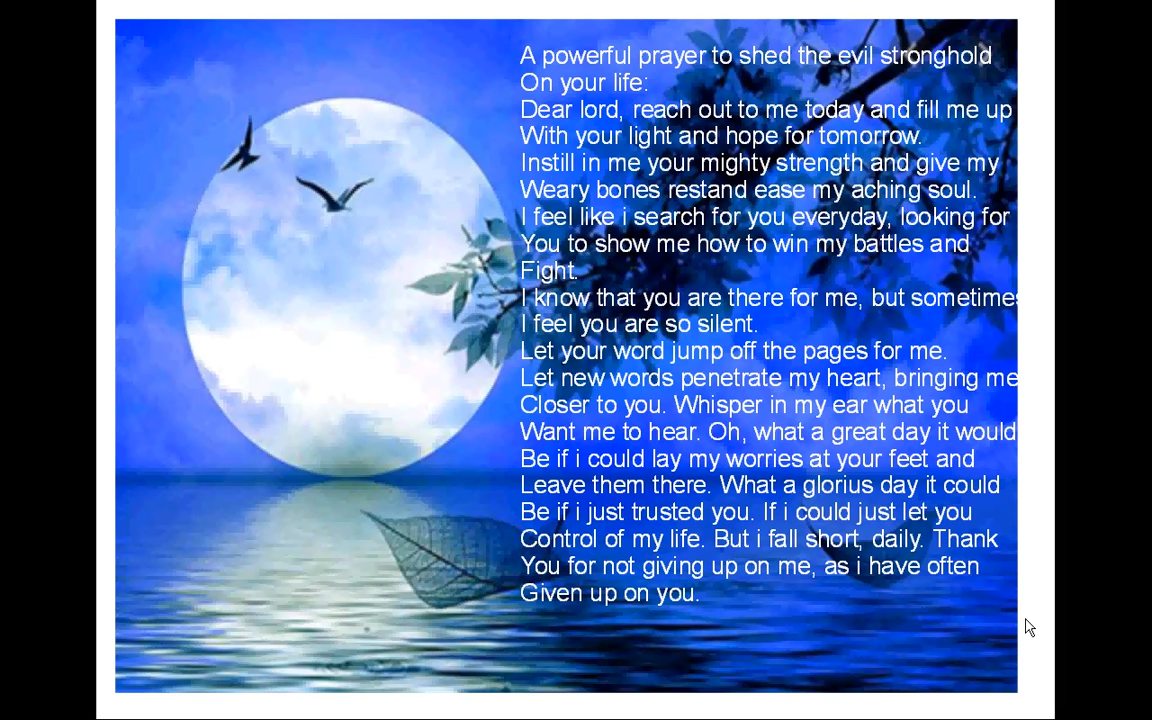 A powerful prayer to shed the evil stronghold
On your life:
Dear lord, reach out to me today and fill me up
With your light and hope for tomorrow.
Instill in me your mighty strength and give my
Weary bones restand ease my aching soul.
I feel like i search for you everyday, looking for
You to show me how to win my battles and
Fight.
I know that you are there for me, but sometimes
I feel you are so silent.
Let your word jump off the pages for me.
Let new words penetrate my heart, bringing me
Closer to you. Whisper in my ear what you
Want me to hear. Oh, what a great day it would
Be if i could lay my worries at your feet and
Leave them there. What a glorius day it could
Be if i just trusted you. If i could just let you
Control of my life. But i fall short, daily. Thank
You for not giving up on me, as i have often
Given up on you.